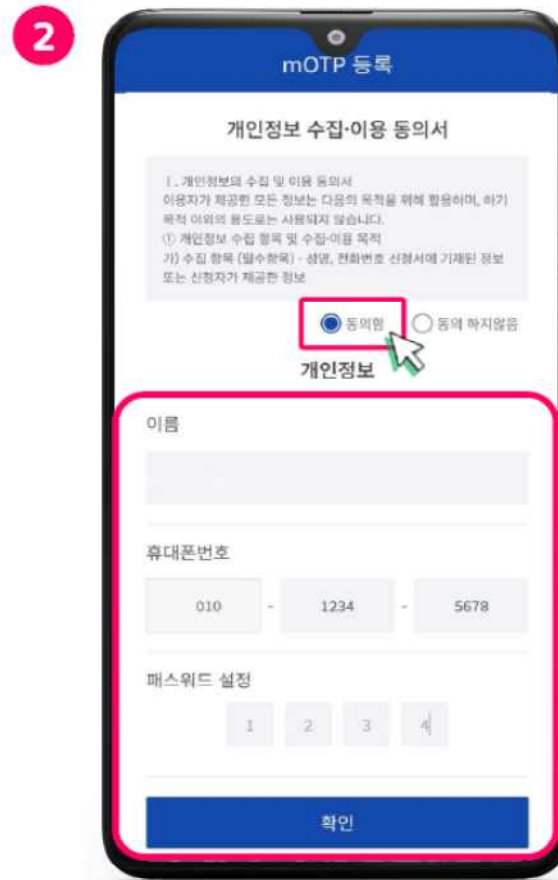 2
mOTP 등록
개인정보 수집·이용 동의서
Ⅰ. 개인정보의 수집 및 이용 동의서
이용자가 제공한 모든 정보는 다음의 목적을 위해 활용하며, 하기
목적 이외의 용도로는 사용되지 않습니다.
① 개인정보 수집 항목 및 수집·이용 목적
가) 수집 항목 (필수항목) - 성명, 전화번호 신청서에 기재된 정보
또는 신청자가 제공한 정보
동의함 동의 하지않음
개인정보
이름
휴대폰번호
010 - 1234 - 5678
패스워드 설정
1 2 3 4
확인